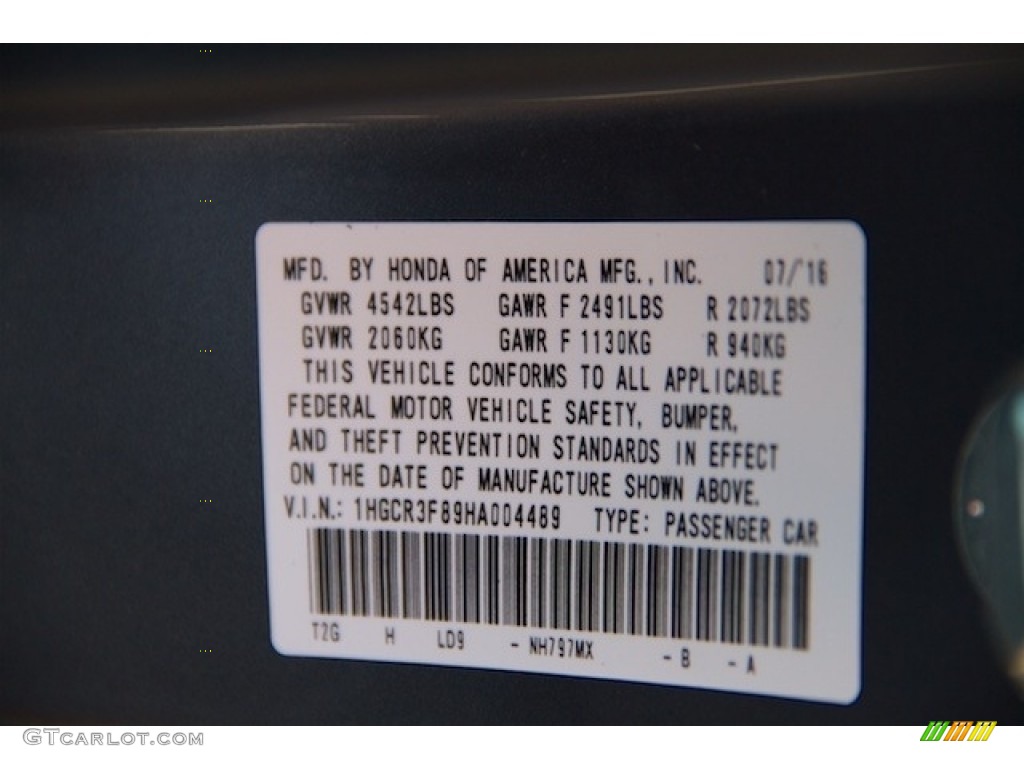 MFD. BY HONDA OF AMERICA MFG., INC. 07/16
GVWR 4542LBS GAWR F 2491LBS R 2072LBS
GVWR 2060KG GAWR F 1130KG R 940KG
THIS VEHICLE CONFORMS TO ALL APPLICABLE
FEDERAL MOTOR VEHICLE SAFETY, BUMPER,
AND THEFT PREVENTION STANDARDS IN EFFECT
ON THE DATE OF MANUFACTURE SHOWN ABOVE.
V.I.N.: 1HGCR3F89HA004489 TYPE: PASSENGER CAR
T2G H LD9 - NH797MX - B - A
GTCARLOT.COM